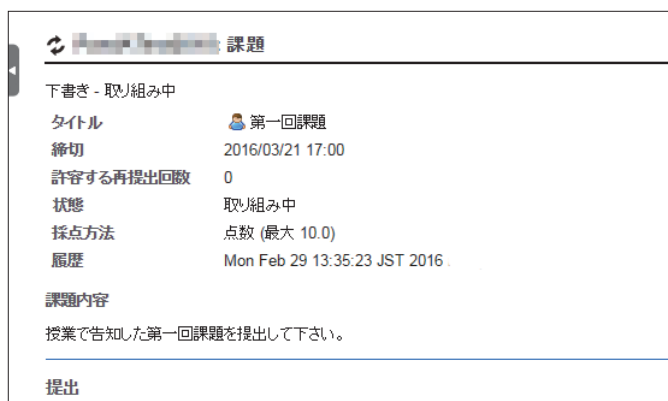 課題
下書き - 取り組み中
タイトル 第一回課題
締切 2016/03/21 17:00
許容する再提出回数 0
状態 取り組み中
採点方法 点数 (最大 10.0)
履歴 Mon Feb 29 13:35:23 JST 2016
課題内容
授業で告知した第一回課題を提出して下さい。
提出